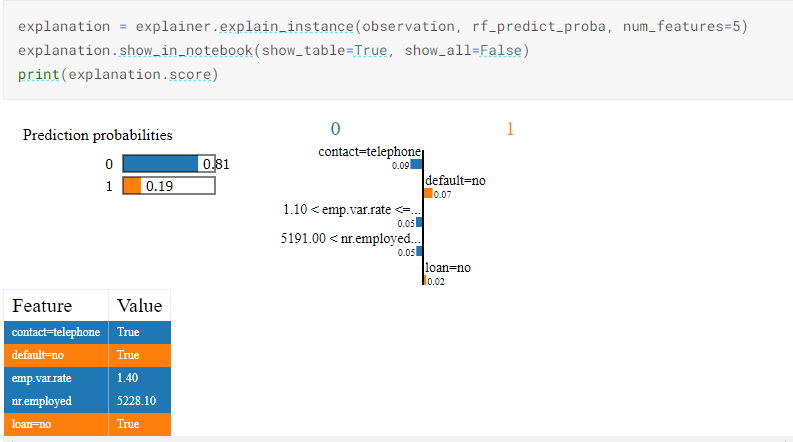 explanation = explainer.explain_instance(observation, rf_predict_proba, num_features=5)
explanation.show_in_notebook(show_table=True, show_all=False)
print(explanation.score)
Prediction probabilities
0 0.81
1 0.19
0 1
contact=telephone
0.09
default=no
0.07
1.10 < emp.var.rate <=...
0.05
5191.00 < nr.employed...
0.05
loan=no
0.02
Feature Value
contact=telephone True
default=no True
emp.var.rate 1.40
nr.employed 5228.10
loan=no True